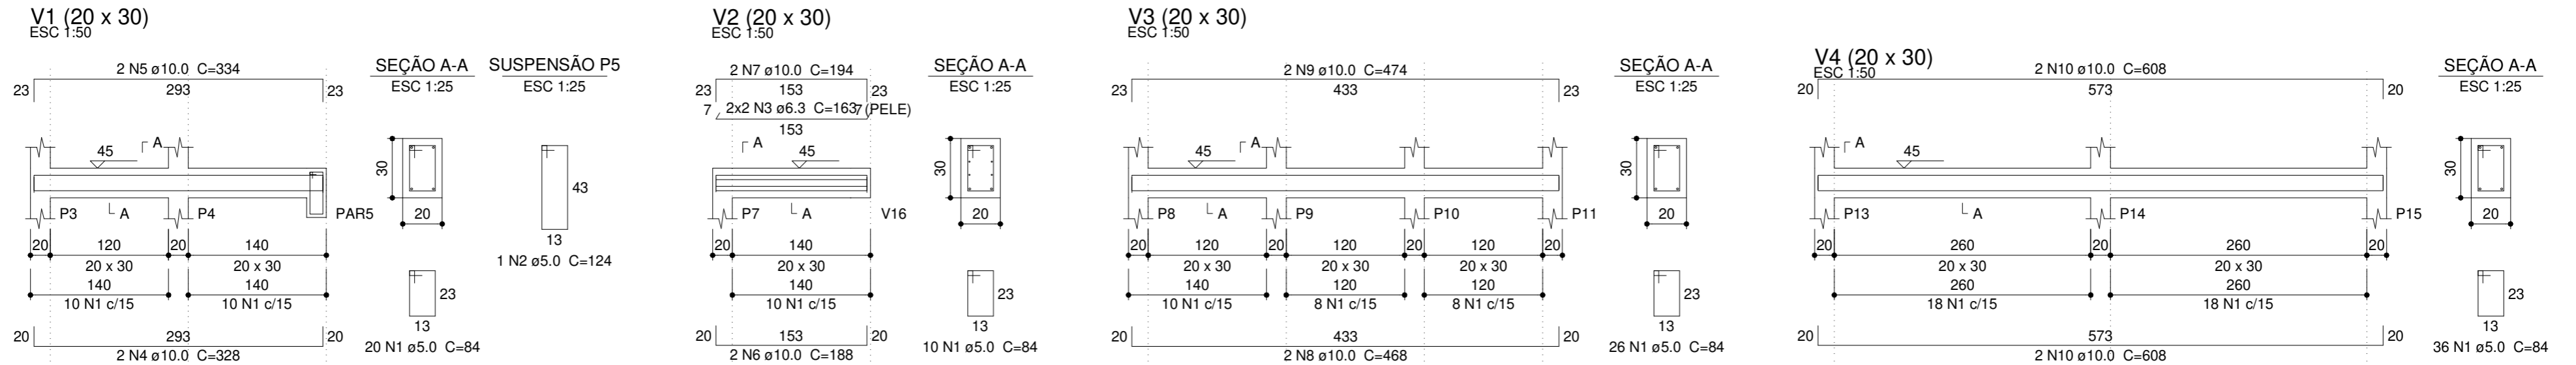 V1 (20 x 30)
ESC 1:50
2 N5 ø10.0 C=334
23 293 23
SEÇÃO A-A
ESC 1:25
SUSPENSÃO P5
ESC 1:25
A
45
30
20
43
P3 A P4 PAR5
20 120 20 140
20 x 30 20 x 30
140 140
10 N1 c/15 10 N1 c/15
13
1 N2 ø5.0 C=124
23
13
20 N1 ø5.0 C=84
20 293 20
2 N4 ø10.0 C=328
V2 (20 x 30)
ESC 1:50
2 N7 ø10.0 C=194
23 153 23
7 2x2 N3 ø6.3 C=163 7 (PELE)
153
SEÇÃO A-A
ESC 1:25
A
45
30
20
P7 A V16
20 140
20 x 30
140
10 N1 c/15
23
13
10 N1 ø5.0 C=84
20 153 20
2 N6 ø10.0 C=188
V3 (20 x 30)
ESC 1:50
2 N9 ø10.0 C=474
23 433 23
SEÇÃO A-A
ESC 1:25
A
45
30
20
P8 A P9 P10 P11
20 120 20 120 20 120 20
20 x 30 20 x 30 20 x 30
140 120 120
10 N1 c/15 8 N1 c/15 8 N1 c/15
23
13
26 N1 ø5.0 C=84
20 433 20
2 N8 ø10.0 C=468
V4 (20 x 30)
ESC 1:50
2 N10 ø10.0 C=608
20 573 20
SEÇÃO A-A
ESC 1:25
A
45
30
20
P13 A P14 P15
20 260 20 260 20
20 x 30 20 x 30
260 260
18 N1 c/15 18 N1 c/15
23
13
36 N1 ø5.0 C=84
20 573 20
2 N10 ø10.0 C=608